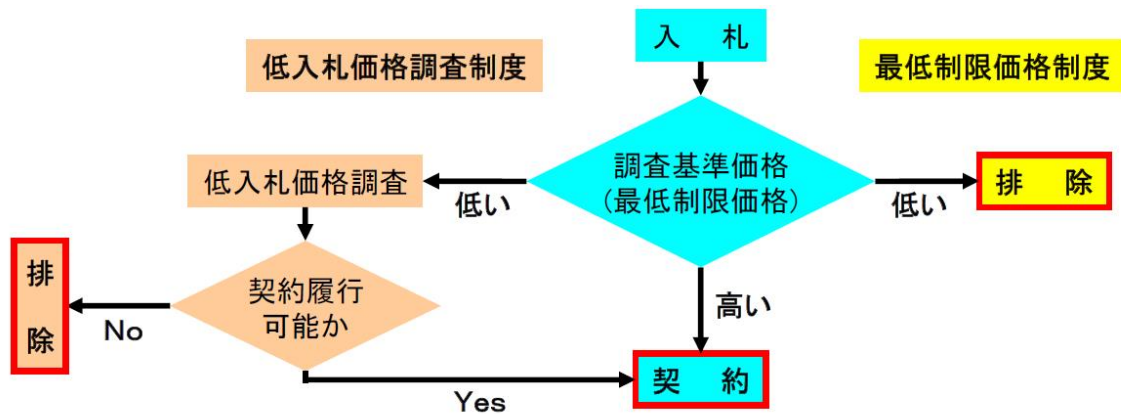 入 札
低入札価格調査制度
最低制限価格制度
調査基準価格
(最低制限価格)
低入札価格調査
低い
低い
排 除
契約履行
可能か
高い
排
除
No
契 約
Yes